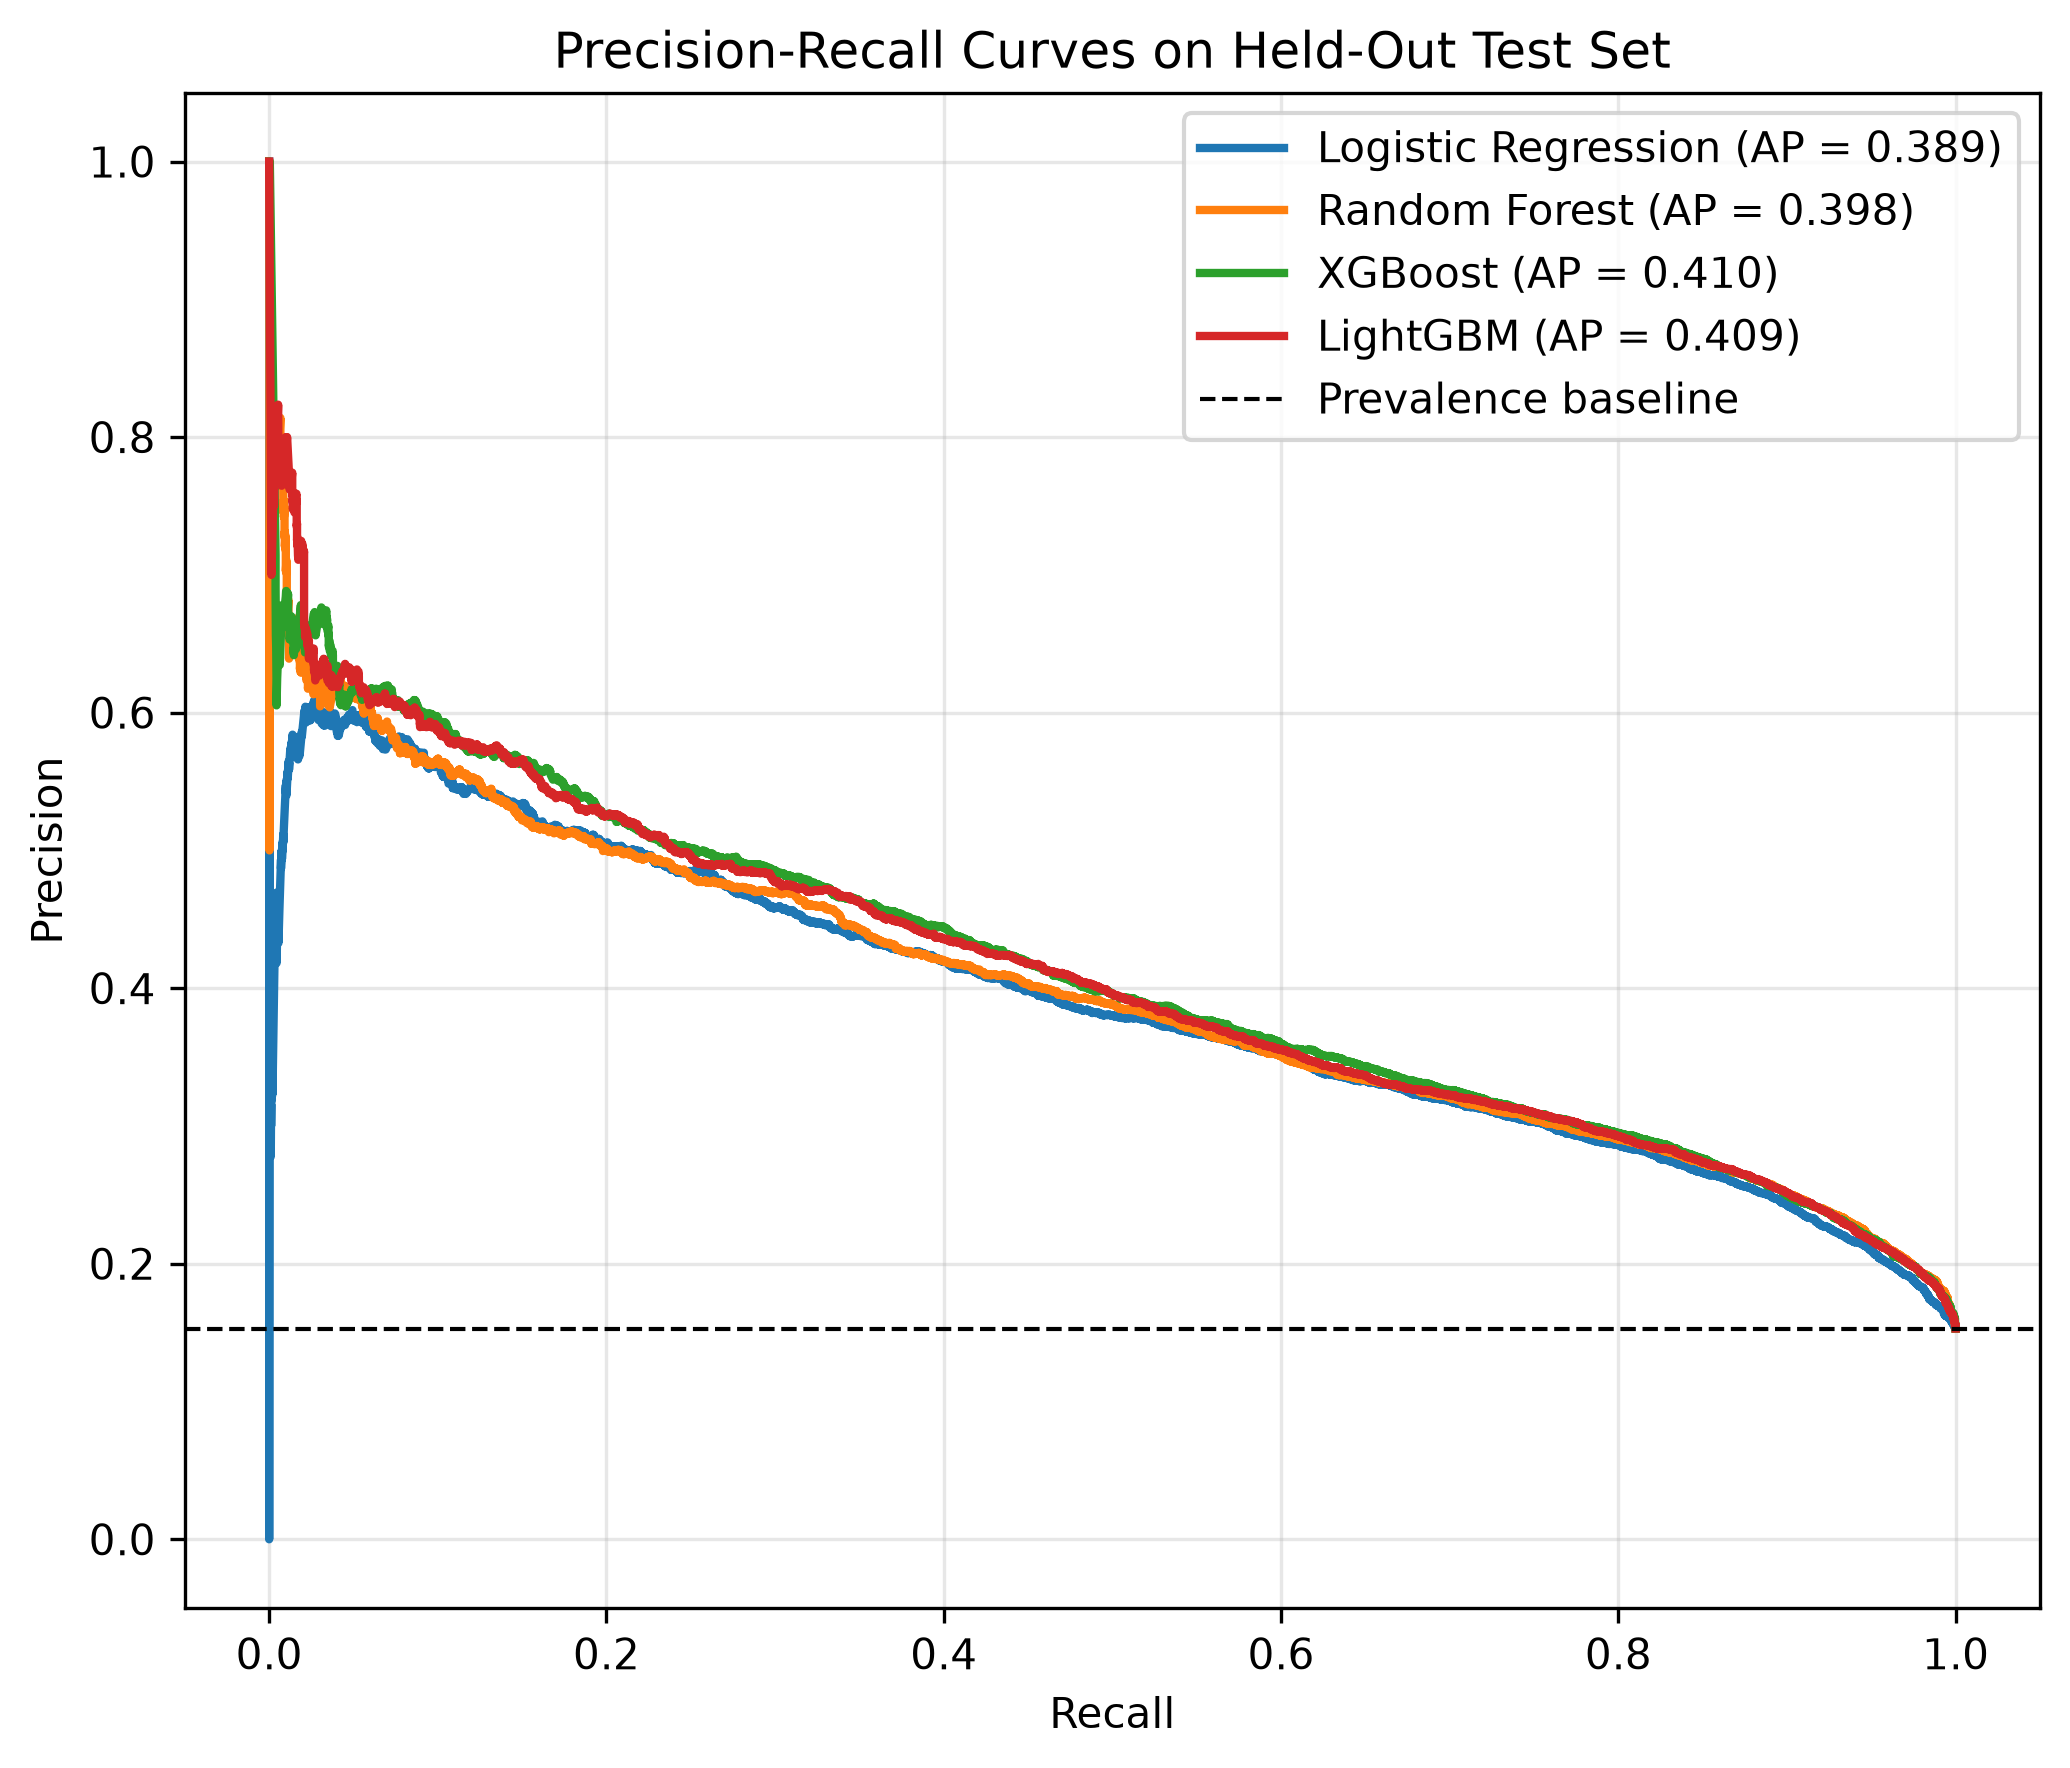 Precision-Recall Curves on Held-Out Test Set
Logistic Regression (AP = 0.389)
Random Forest (AP = 0.398)
XGBoost (AP = 0.410)
LightGBM (AP = 0.409)
Prevalence baseline
Precision
1.0
0.8
0.6
0.4
0.2
0.0
0.0 0.2 0.4 0.6 0.8 1.0
Recall